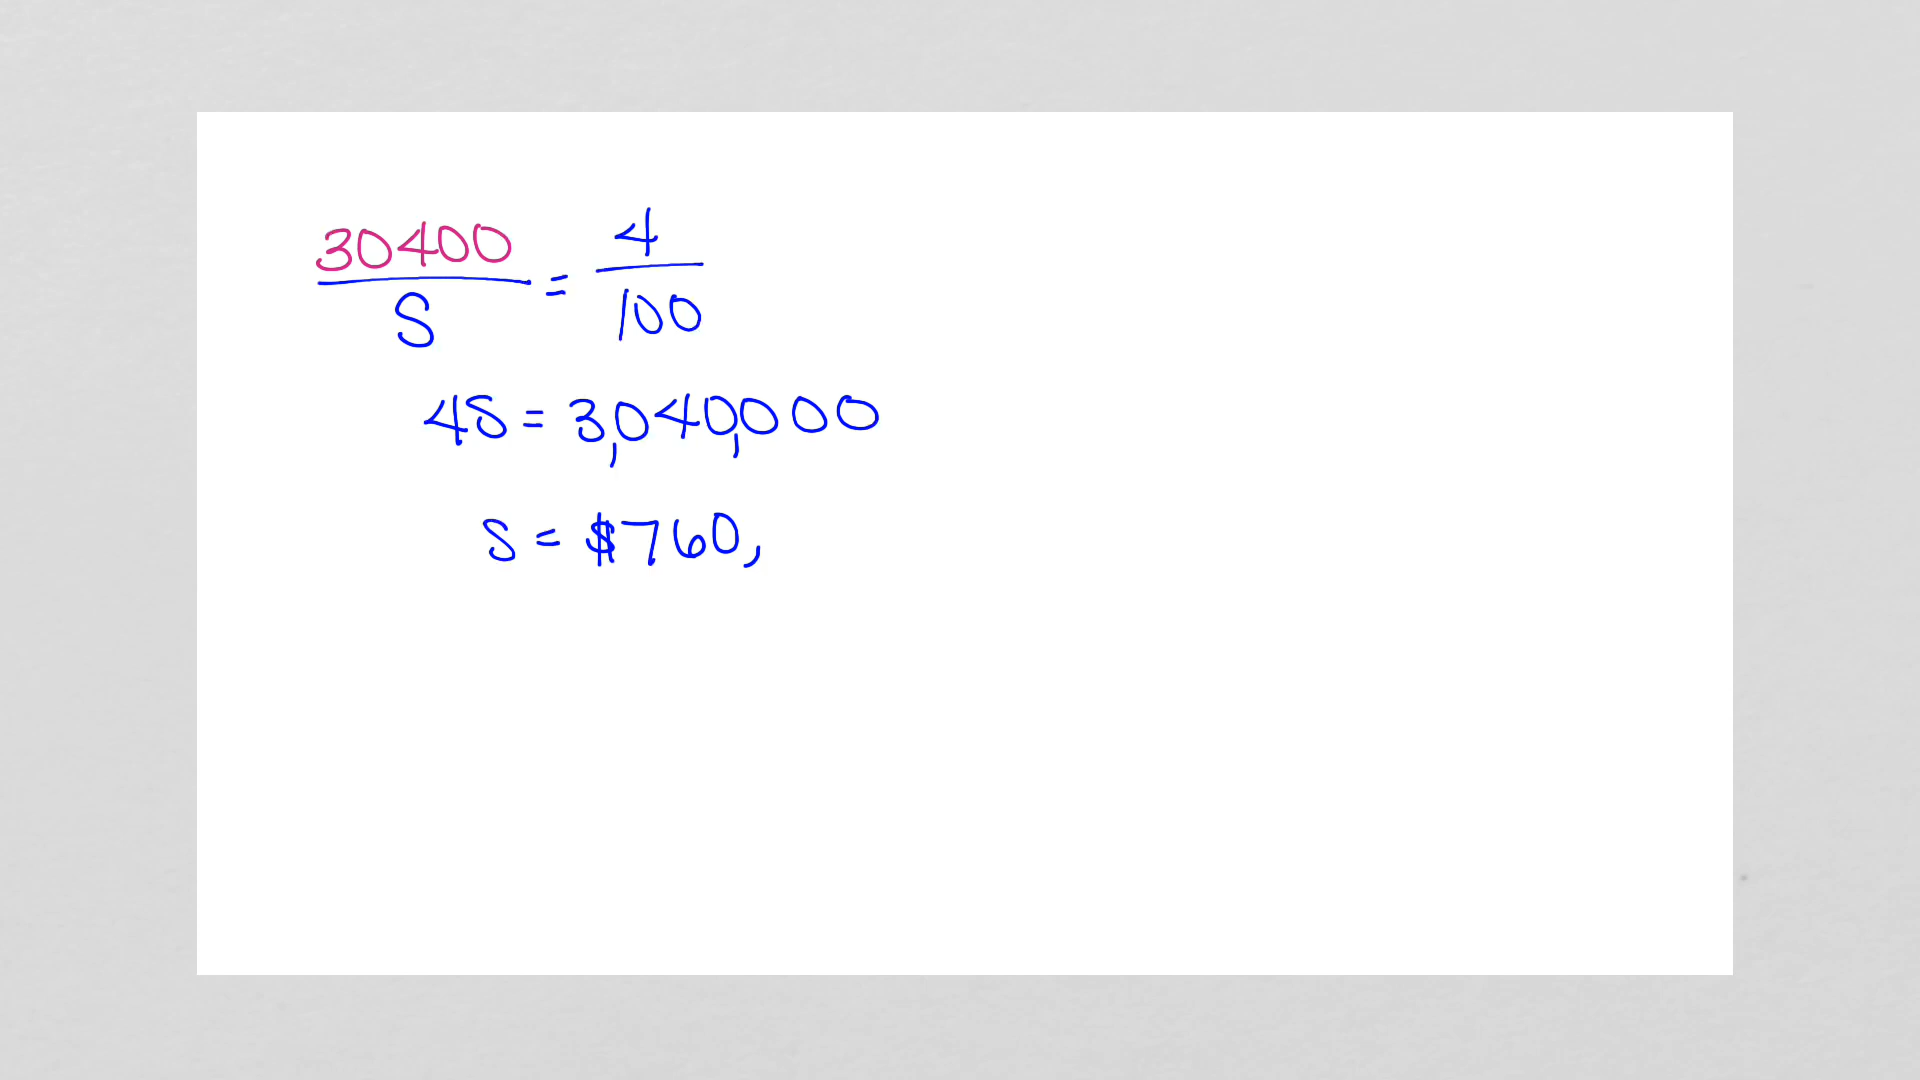 30400/S = 4/100
4S = 3,040,000
S = $760,